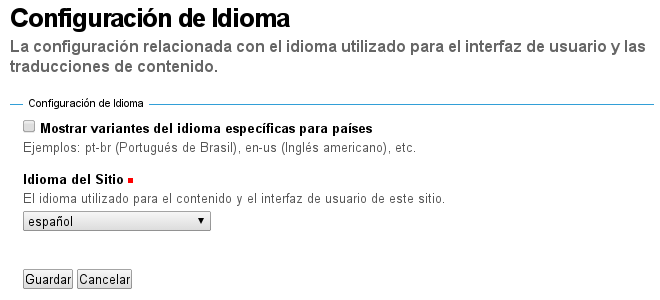 Configuración de Idioma
La configuración relacionada con el idioma utilizado para el interfaz de usuario y las
traducciones de contenido.
Configuración de Idioma
Mostrar variantes del idioma específicas para países
Ejemplos: pt-br (Portugués de Brasil), en-us (Inglés americano), etc.
Idioma del Sitio
El idioma utilizado para el contenido y el interfaz de usuario de este sitio.
español
Guardar Cancelar